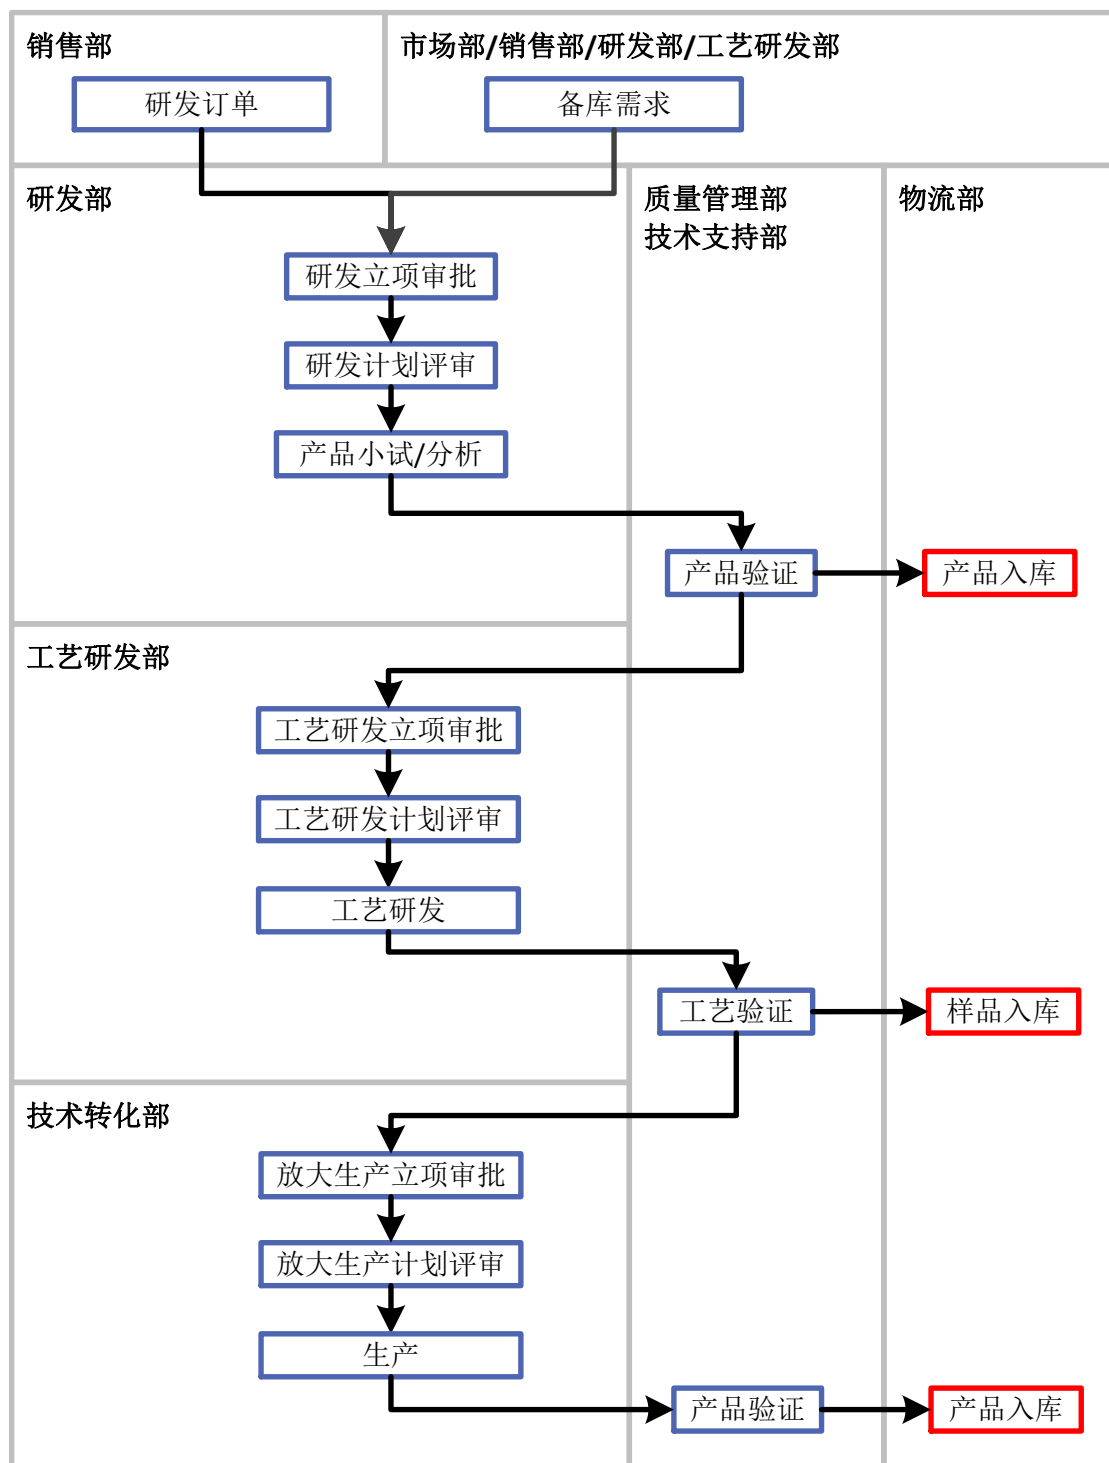 销售部
市场部/销售部/研发部/工艺研发部
研发订单
备库需求
研发部
质量管理部
技术支持部
物流部
研发立项审批
研发计划评审
产品小试/分析
产品验证
产品入库
工艺研发部
工艺研发立项审批
工艺研发计划评审
工艺研发
工艺验证
样品入库
技术转化部
放大生产立项审批
放大生产计划评审
生产
产品验证
产品入库